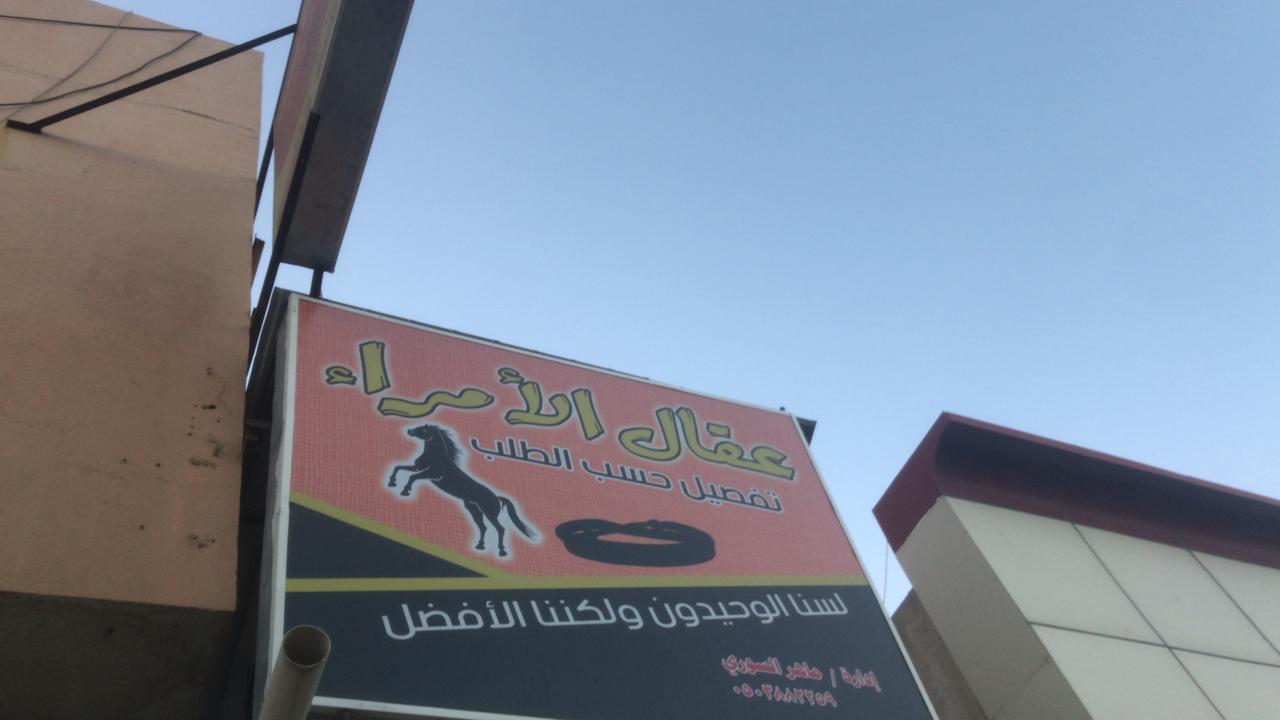 عقال الأمراء
تفصيل حسب الطلب
لسنا الوحيدون ولكننا الأفضل
إدارة / ماهر السوري
٠٥٠٣٨٨٢٢٥٩